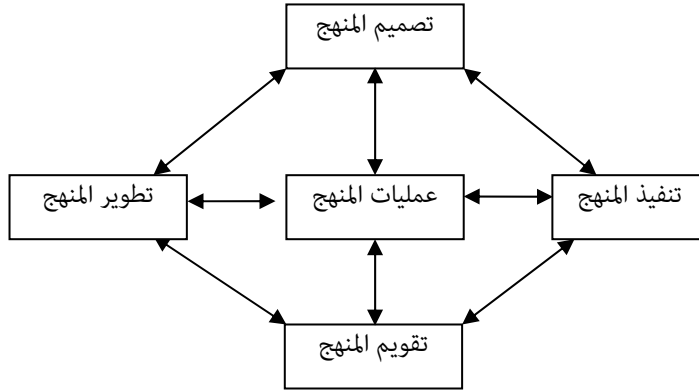 تصميم المنهج
تنفيذ المنهج
عمليات المنهج
تطوير المنهج
تقويم المنهج